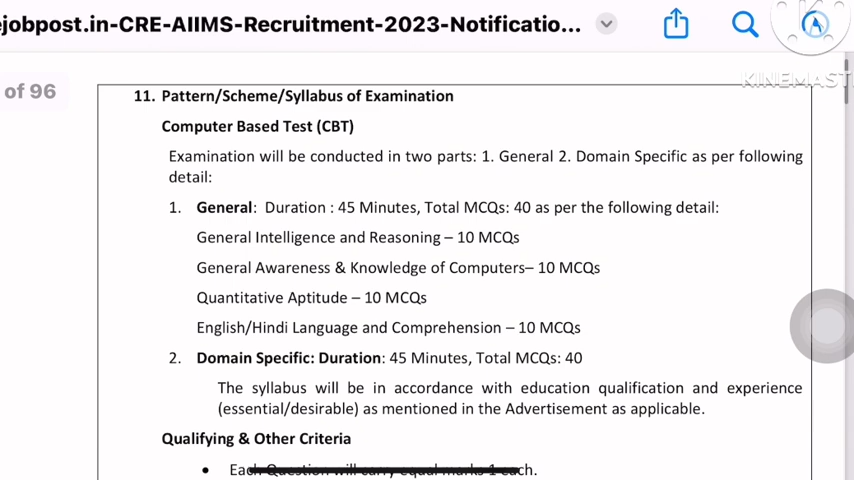 ejobpost.in-CRE-AIIMS-Recruitment-2023-Notificatio...
of 96
KINEMAST
11. Pattern/Scheme/Syllabus of Examination
Computer Based Test (CBT)
Examination will be conducted in two parts: 1. General 2. Domain Specific as per following
detail:
1. General: Duration : 45 Minutes, Total MCQs: 40 as per the following detail:
General Intelligence and Reasoning – 10 MCQs
General Awareness & Knowledge of Computers– 10 MCQs
Quantitative Aptitude – 10 MCQs
English/Hindi Language and Comprehension – 10 MCQs
2. Domain Specific: Duration: 45 Minutes, Total MCQs: 40
The syllabus will be in accordance with education qualification and experience
(essential/desirable) as mentioned in the Advertisement as applicable.
Qualifying & Other Criteria
• Each Question will carry equal marks 1 each.